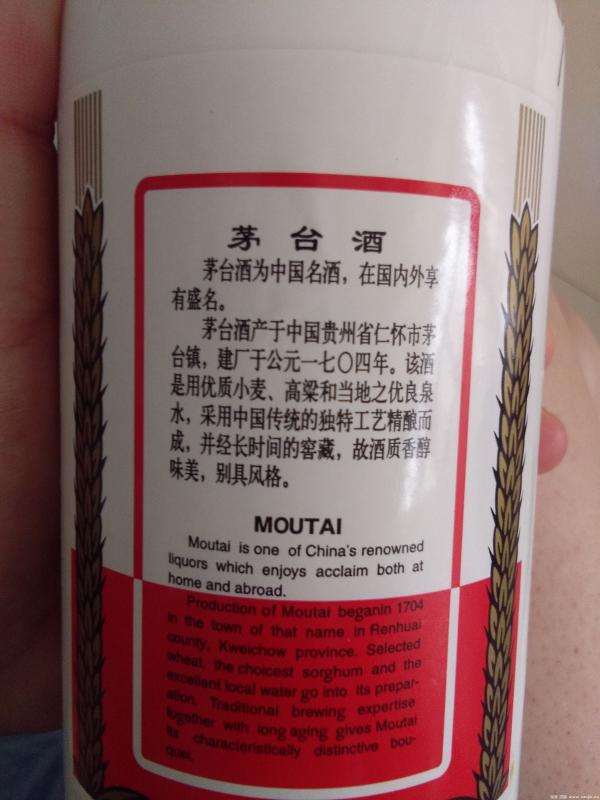 茅台酒
茅台酒为中国名酒，在国内外享
有盛名。
茅台酒产于中国贵州省仁怀市茅
台镇，建厂于公元一七〇四年。该酒
是用优质小麦、高粱和当地之优良泉
水，采用中国传统的独特工艺精酿而
成，并经长时间的窖藏，故酒质香醇
味美，别具风格。
MOUTAI
Moutai is one of China's renowned
liquors which enjoys acclaim both at
home and abroad.
Production of Moutai beganin 1704
in the town of that name in Renhuai
county, Kweichow province. Selected
wheat, the choicest sorghum and the
excellent local water go into its prepar-
ation. Traditional brewing expertise
together with long aging gives Moutai
its characteristically distinctive bou-
quet.